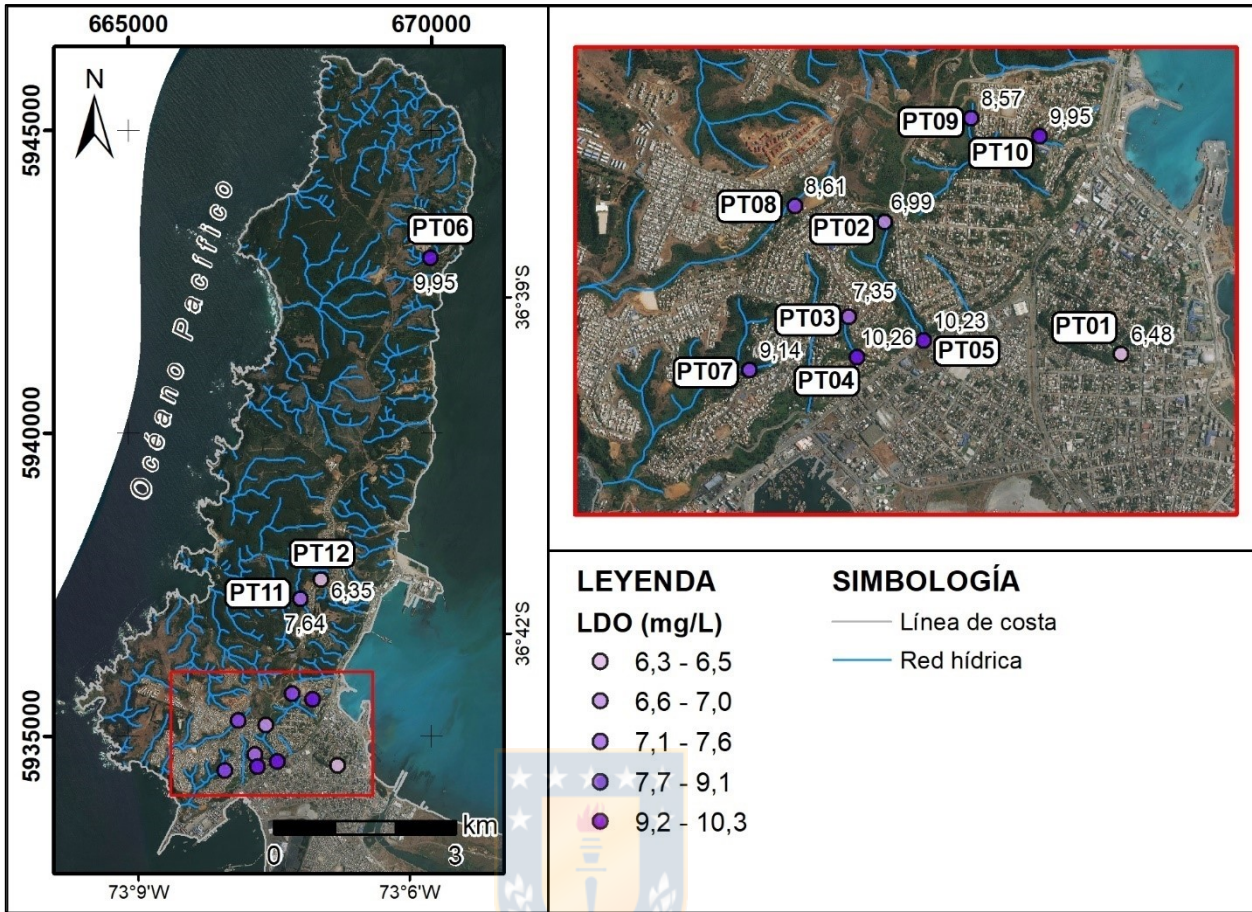 665000
670000
N
5945000
5940000
5935000
Océano Pacífico
PT06
9,95
36°39'S
PT12
6,35
PT11
7,64
36°42'S
km
0
3
73°9'W
73°6'W
8,57
PT09
9,95
PT10
8,61
PT08
6,99
PT02
7,35
PT03
10,23
PT05
10,26
PT04
9,14
PT07
PT01
6,48
LEYENDA
LDO (mg/L)
6,3 - 6,5
6,6 - 7,0
7,1 - 7,6
7,7 - 9,1
9,2 - 10,3
SIMBOLOGÍA
Línea de costa
Red hídrica